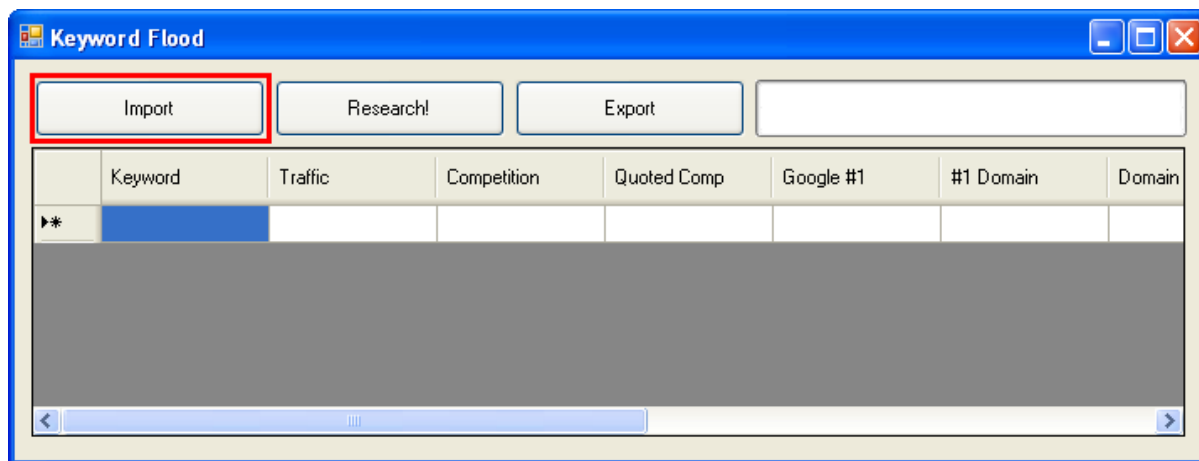 Keyword Flood
Import Research! Export
Keyword Traffic Competition Quoted Comp Google #1 #1 Domain Domain